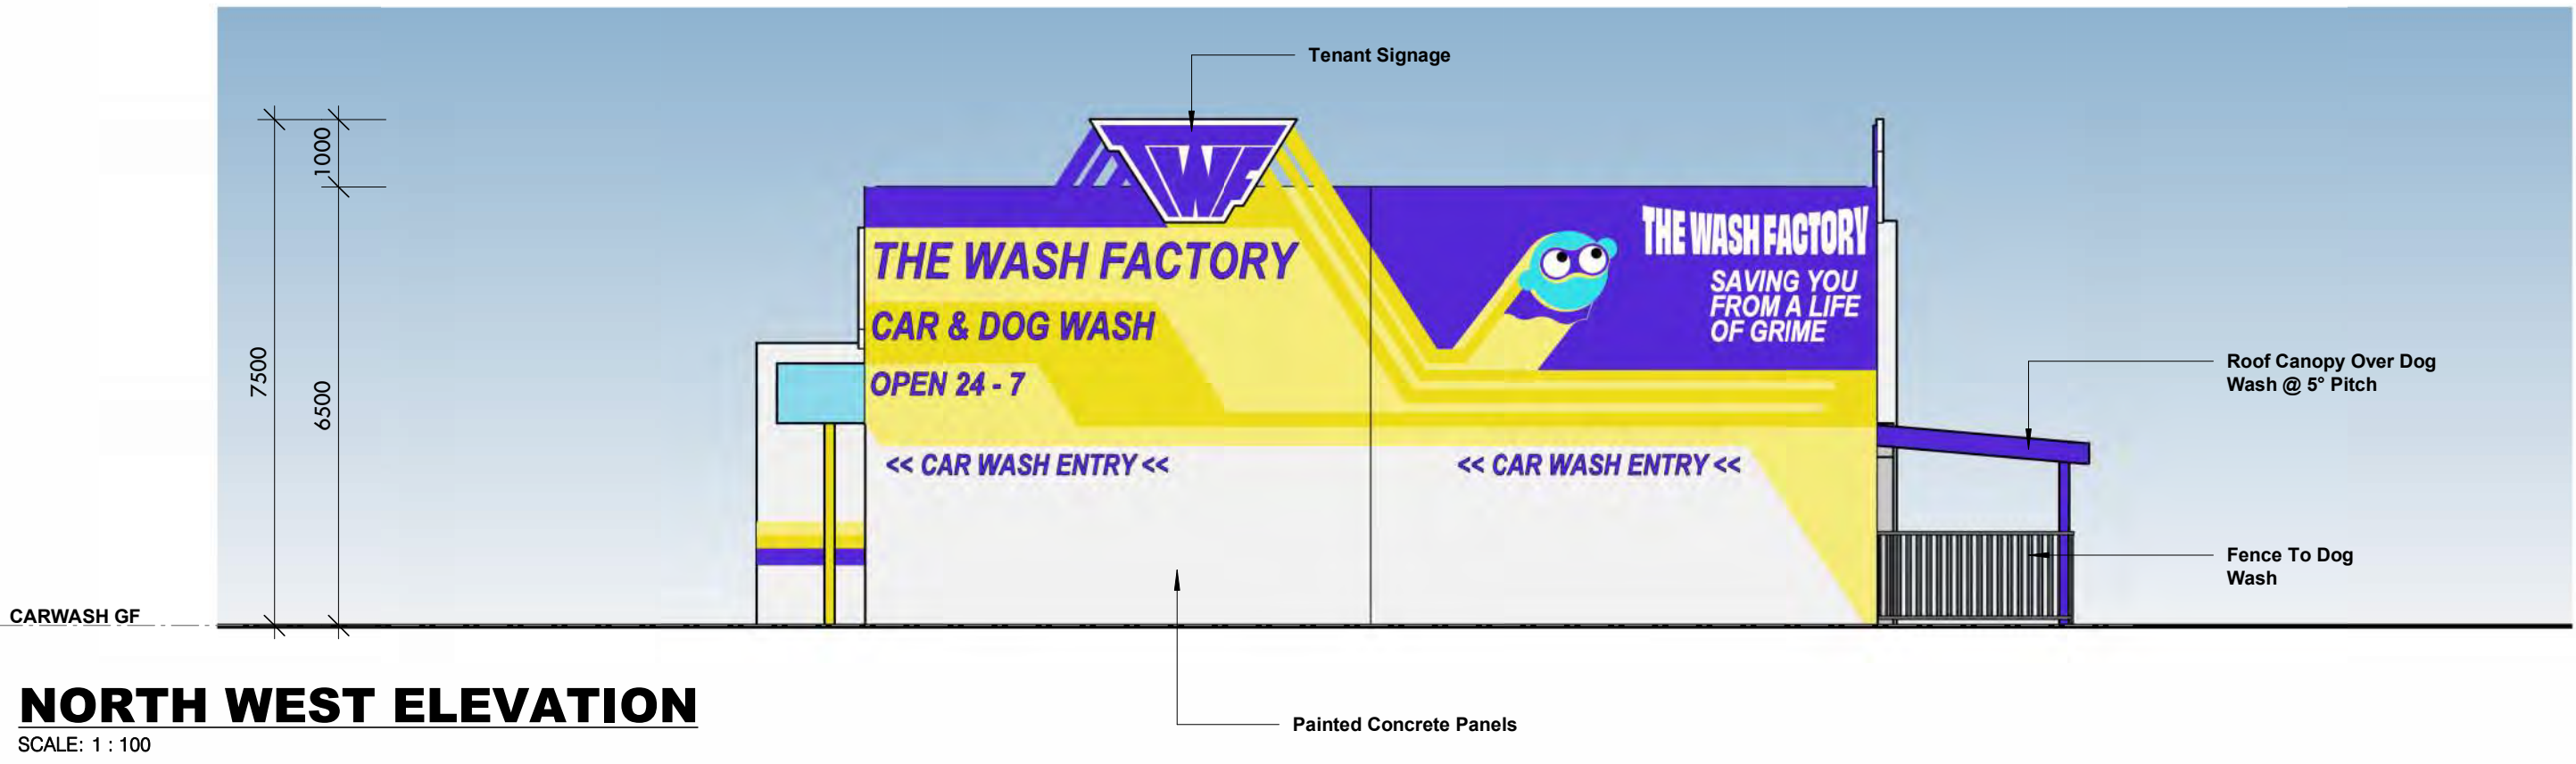 Tenant Signage
1000
7500
6500
TWF
THE WASH FACTORY
CAR & DOG WASH
OPEN 24 - 7
<< CAR WASH ENTRY <<
THE WASH FACTORY
SAVING YOU
FROM A LIFE
OF GRIME
<< CAR WASH ENTRY <<
Roof Canopy Over Dog
Wash @ 5° Pitch
Fence To Dog
Wash
CARWASH GF
Painted Concrete Panels
NORTH WEST ELEVATION
SCALE: 1 : 100